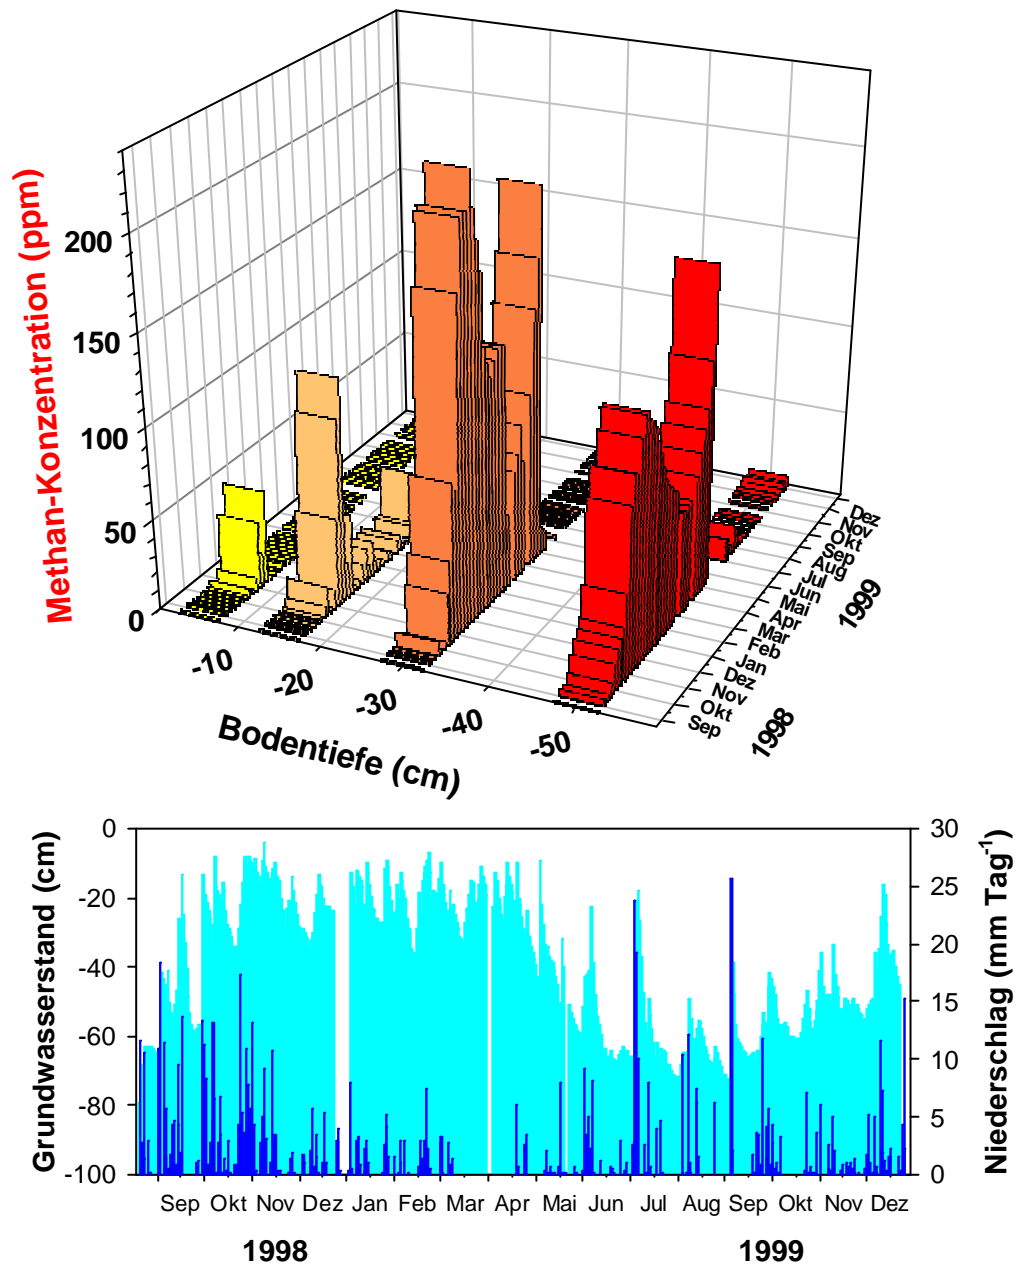 Methan-Konzentration (ppm)
200
150
100
50
0
-10
-20
-30
-40
-50
Bodentiefe (cm)
Dez
Nov
Okt
Sep
Aug
Jul
Jun
Mai
Apr
Mar
Feb
Jan
Dez
Nov
Okt
Sep
1999
1998
Grundwasserstand (cm)
0
-20
-40
-60
-80
-100
30
25
20
15
10
5
0
Niederschlag (mm Tag-1)
Sep Okt Nov Dez Jan Feb Mar Apr Mai Jun Jul Aug Sep Okt Nov Dez
1998 1999